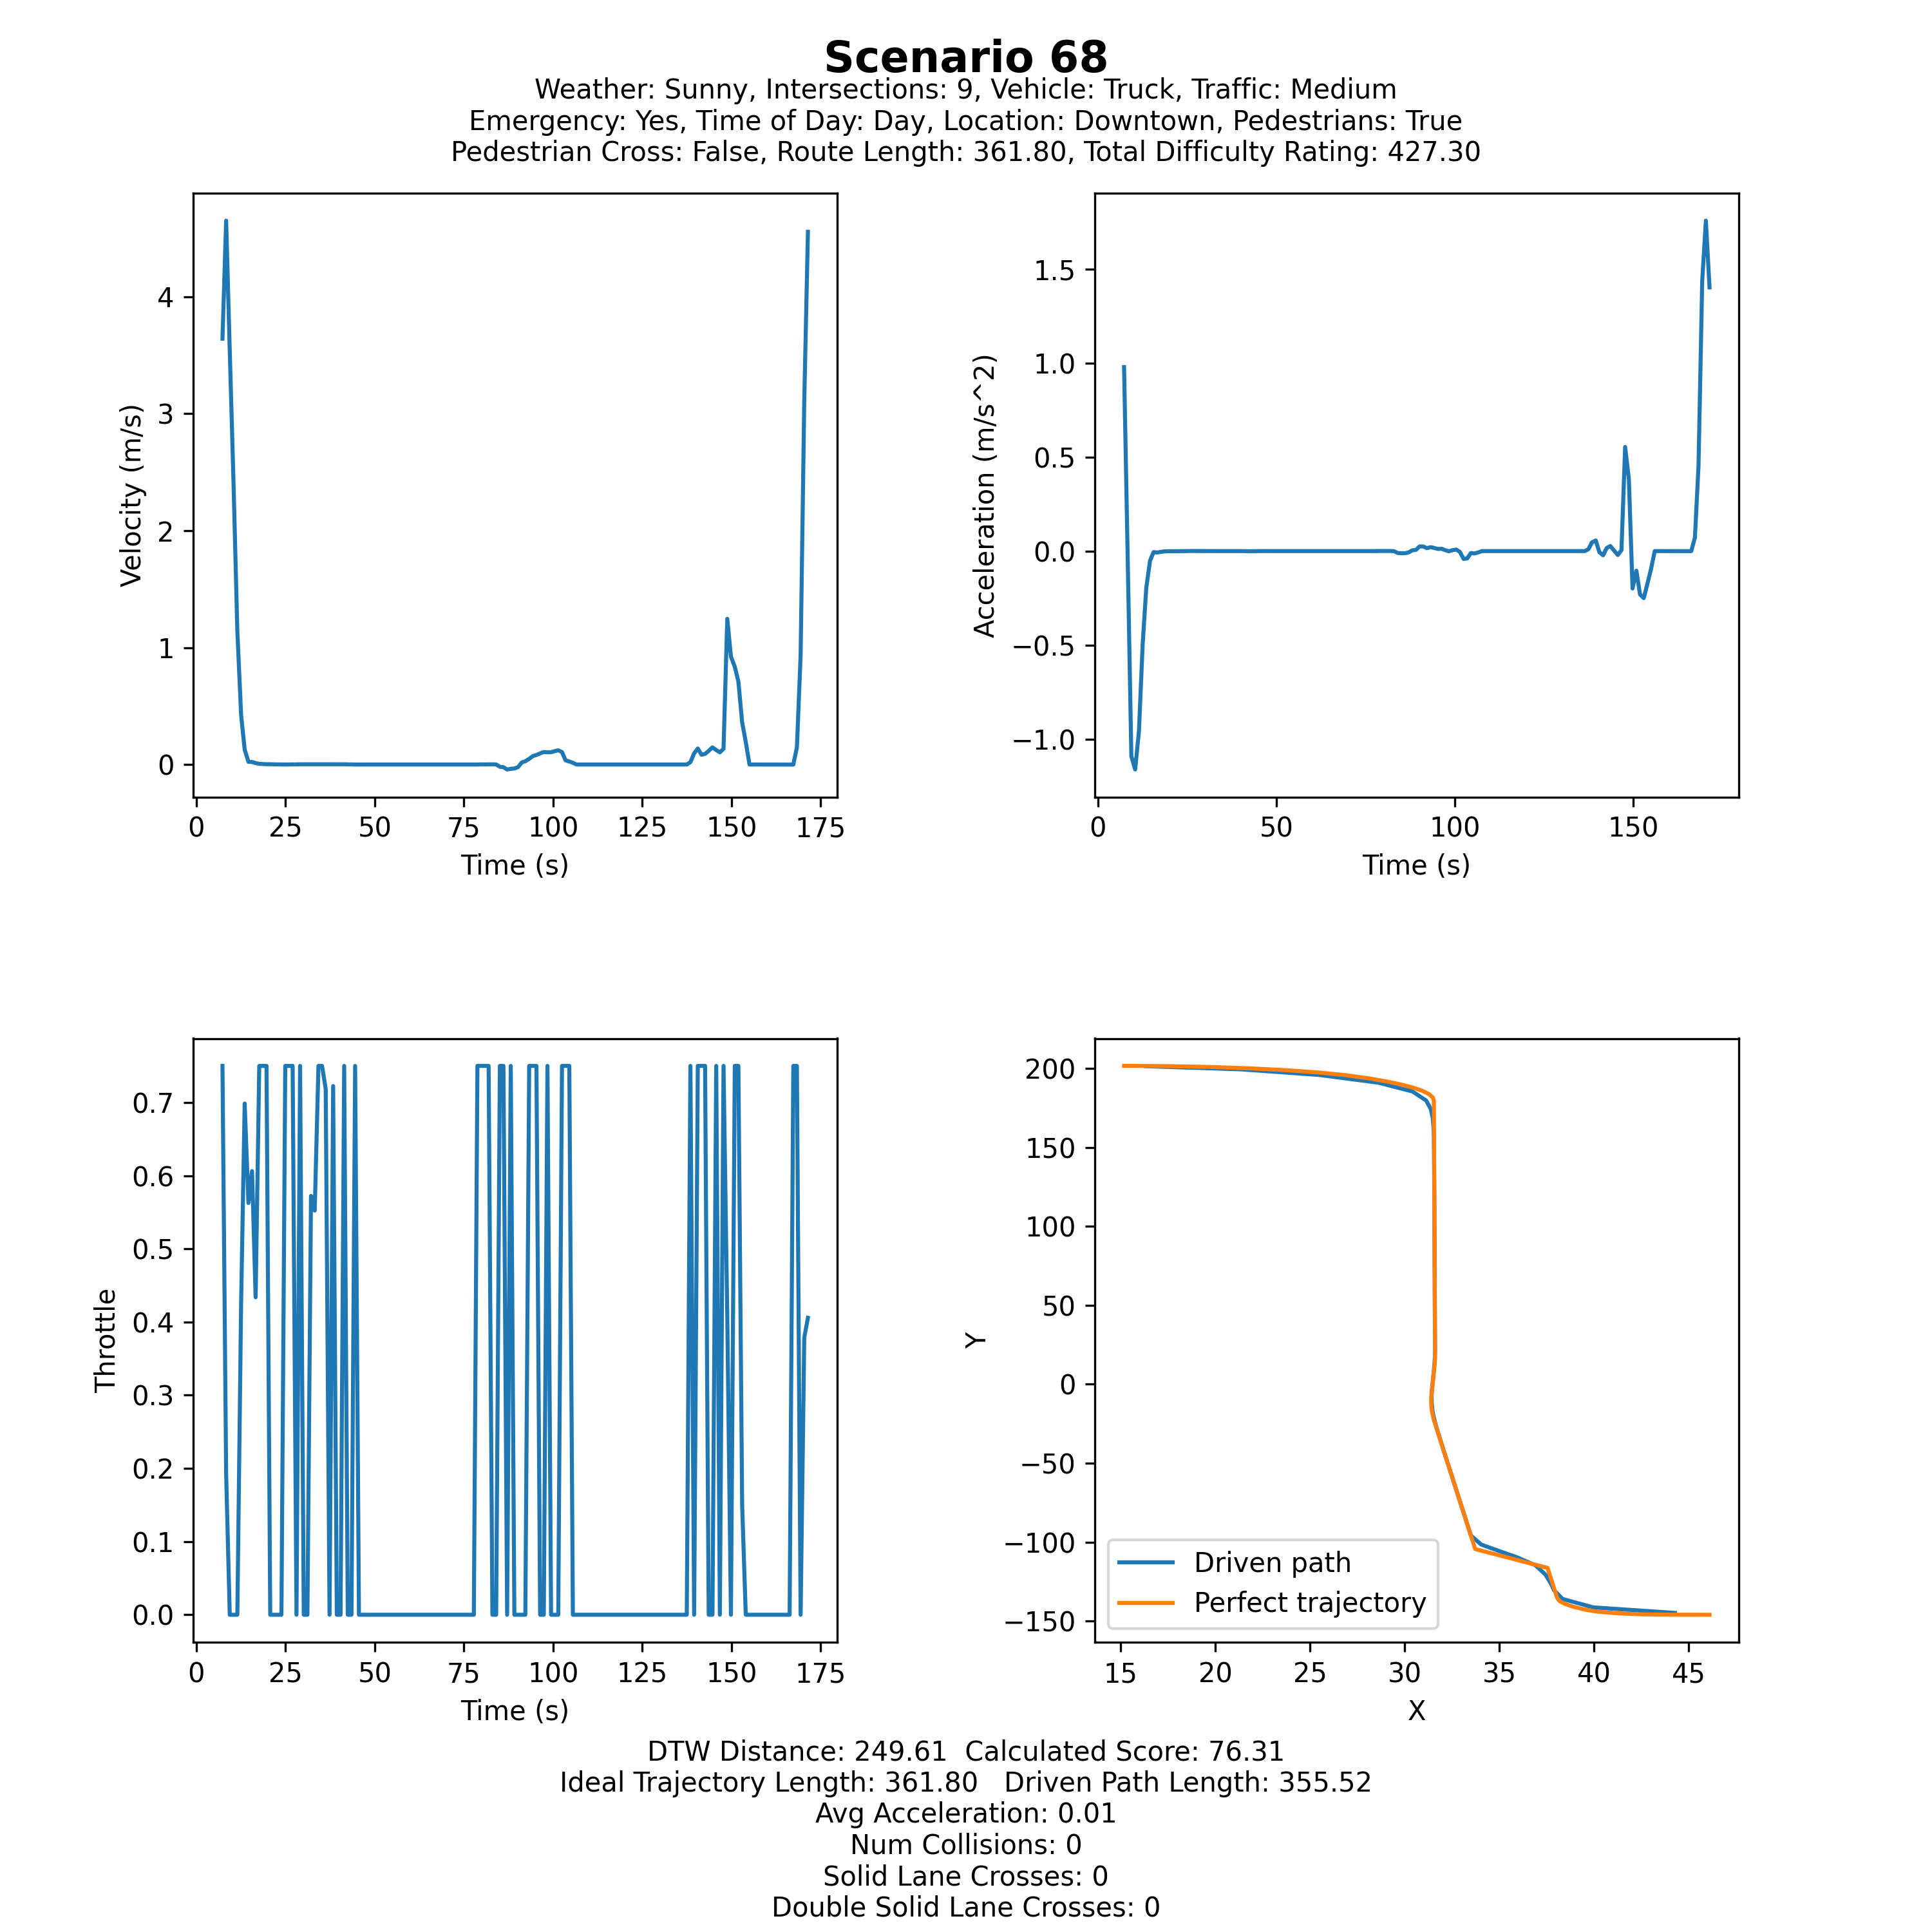 Scenario 68
Weather: Sunny, Intersections: 9, Vehicle: Truck, Traffic: Medium
Emergency: Yes, Time of Day: Day, Location: Downtown, Pedestrians: True
Pedestrian Cross: False, Route Length: 361.80, Total Difficulty Rating: 427.30
Velocity (m/s)
4
3
2
1
0
0 25 50 75 100 125 150 175
Time (s)
Acceleration (m/s^2)
1.5
1.0
0.5
0.0
−0.5
−1.0
0 50 100 150
Time (s)
Throttle
0.7
0.6
0.5
0.4
0.3
0.2
0.1
0.0
0 25 50 75 100 125 150 175
Time (s)
Y
200
150
100
50
0
−50
−100
−150
Driven path
Perfect trajectory
15 20 25 30 35 40 45
X
DTW Distance: 249.61 Calculated Score: 76.31
Ideal Trajectory Length: 361.80 Driven Path Length: 355.52
Avg Acceleration: 0.01
Num Collisions: 0
Solid Lane Crosses: 0
Double Solid Lane Crosses: 0